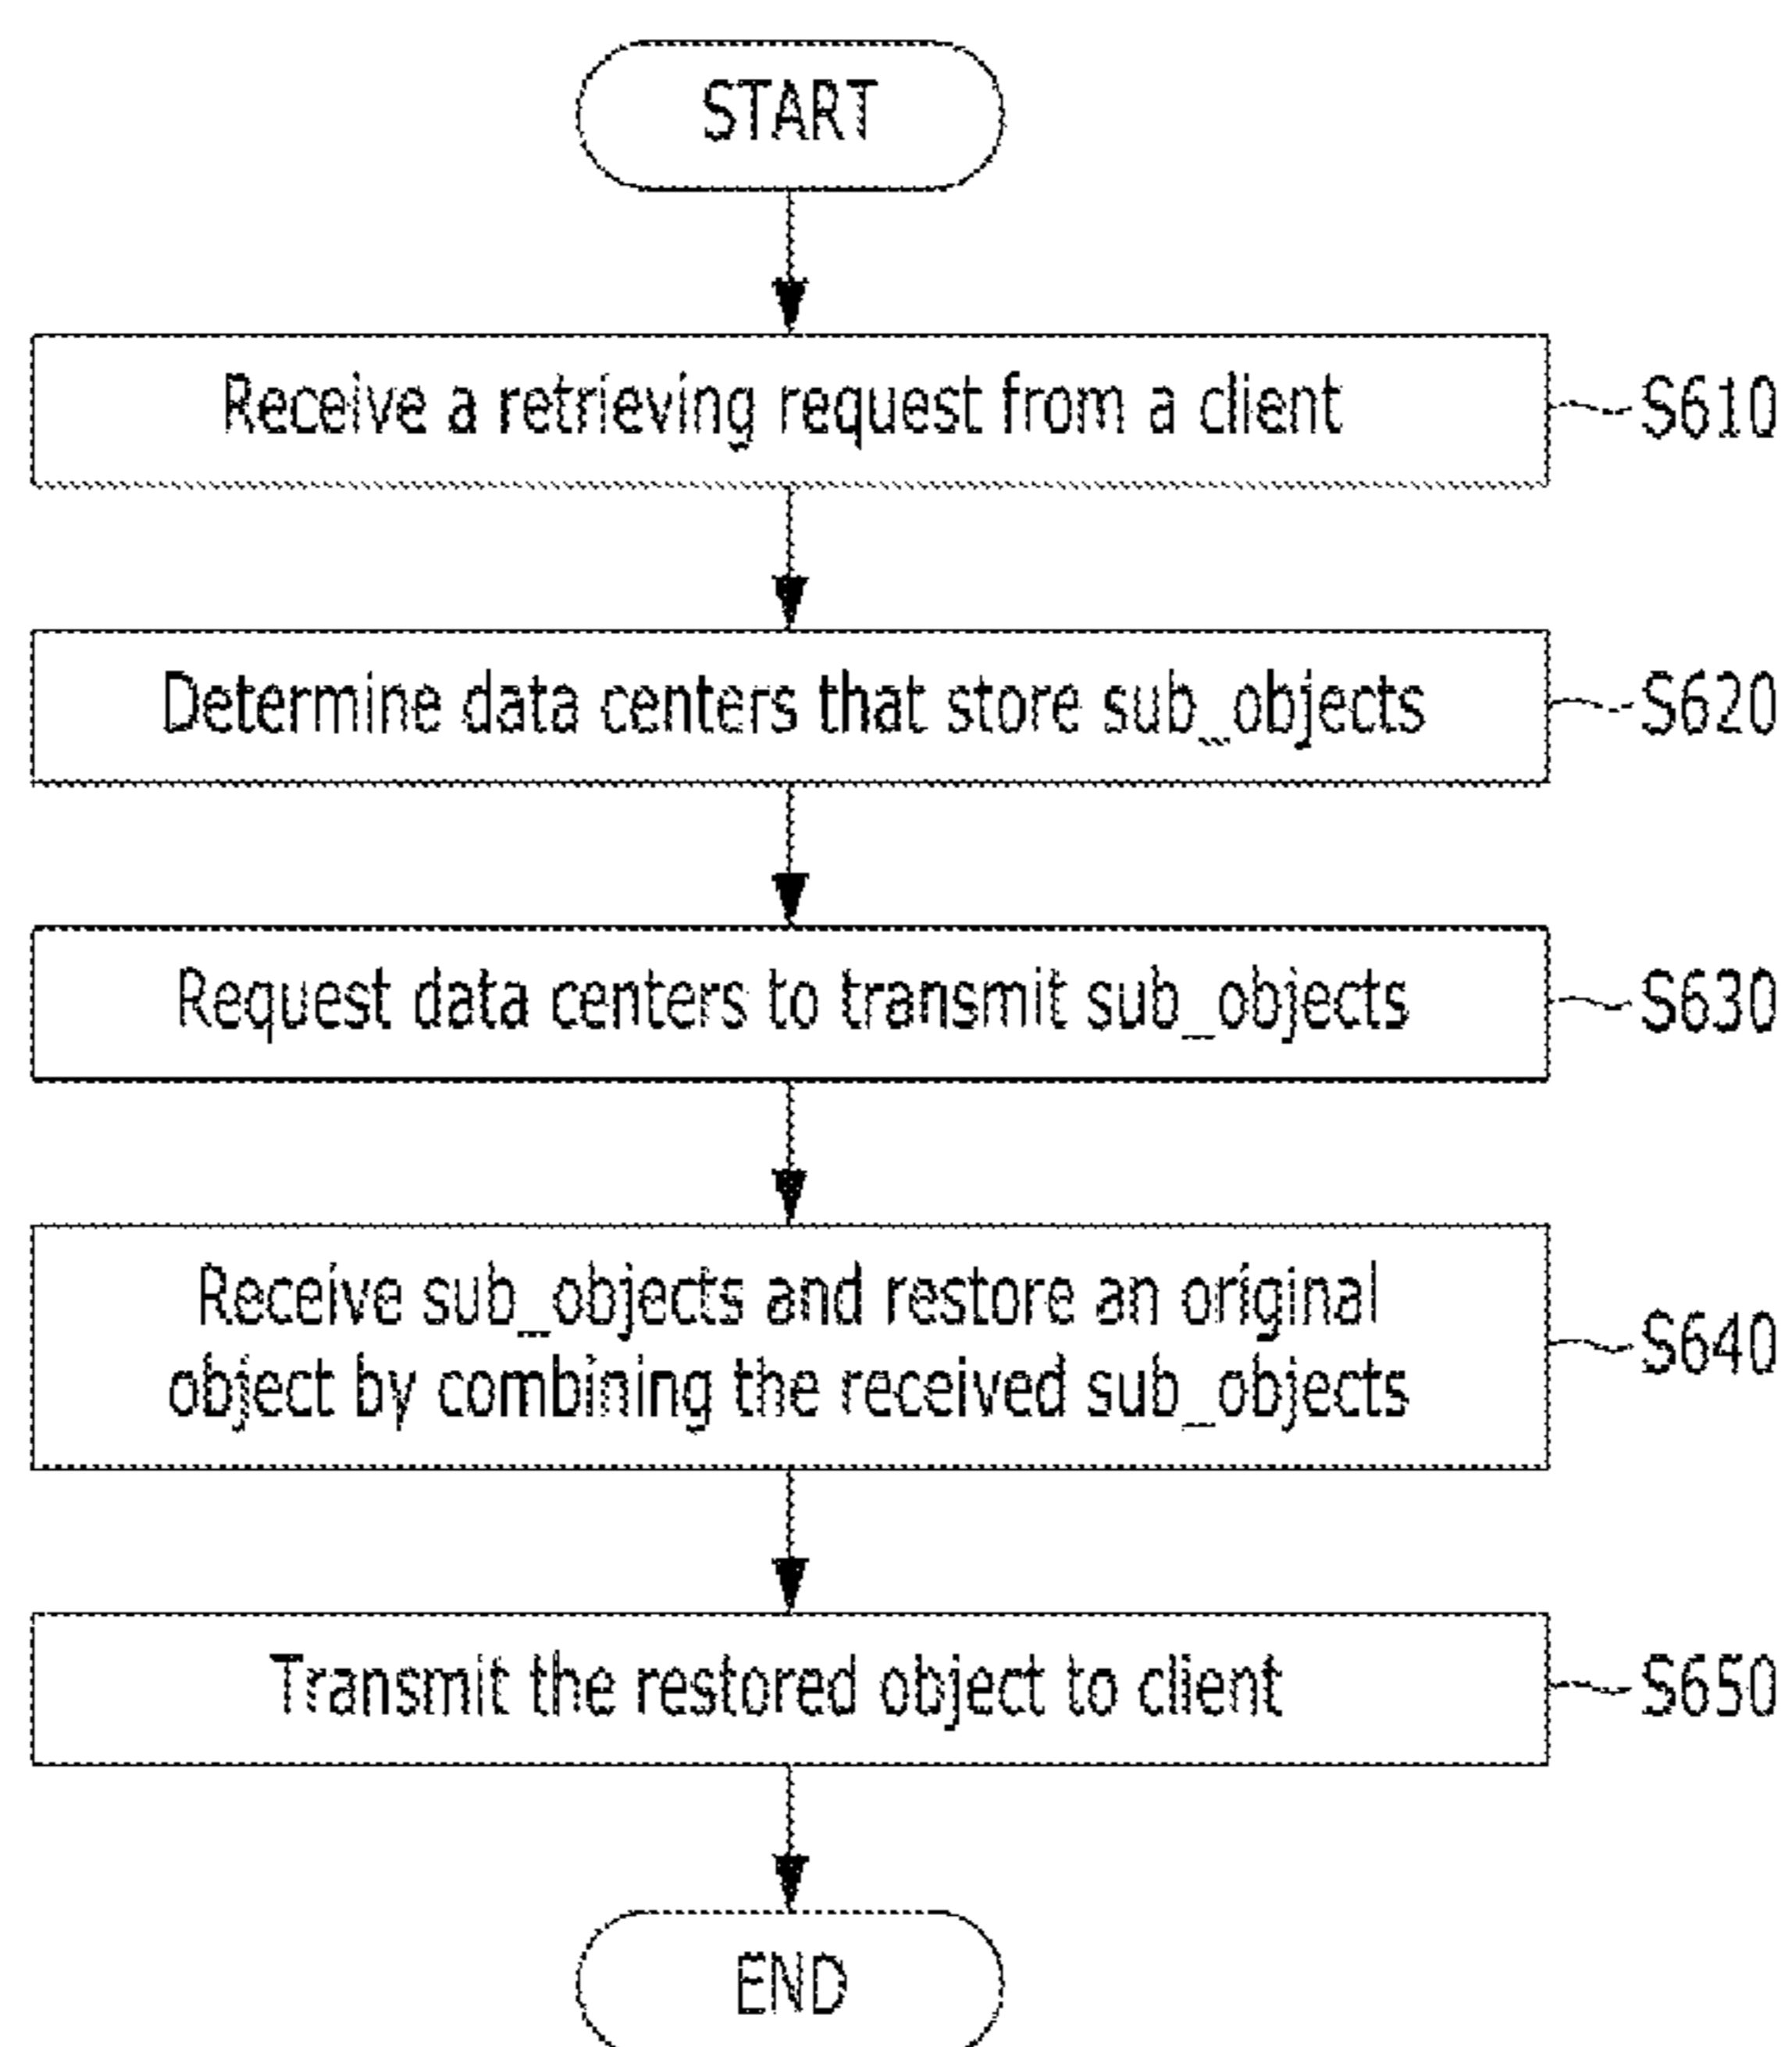 START
Receive a retrieving request from a client
S610
Determine data centers that store sub_objects
S620
Request data centers to transmit sub_objects
S630
Receive sub_objects and restore an original
object by combining the received sub_objects
S640
Transmit the restored object to client
S650
END